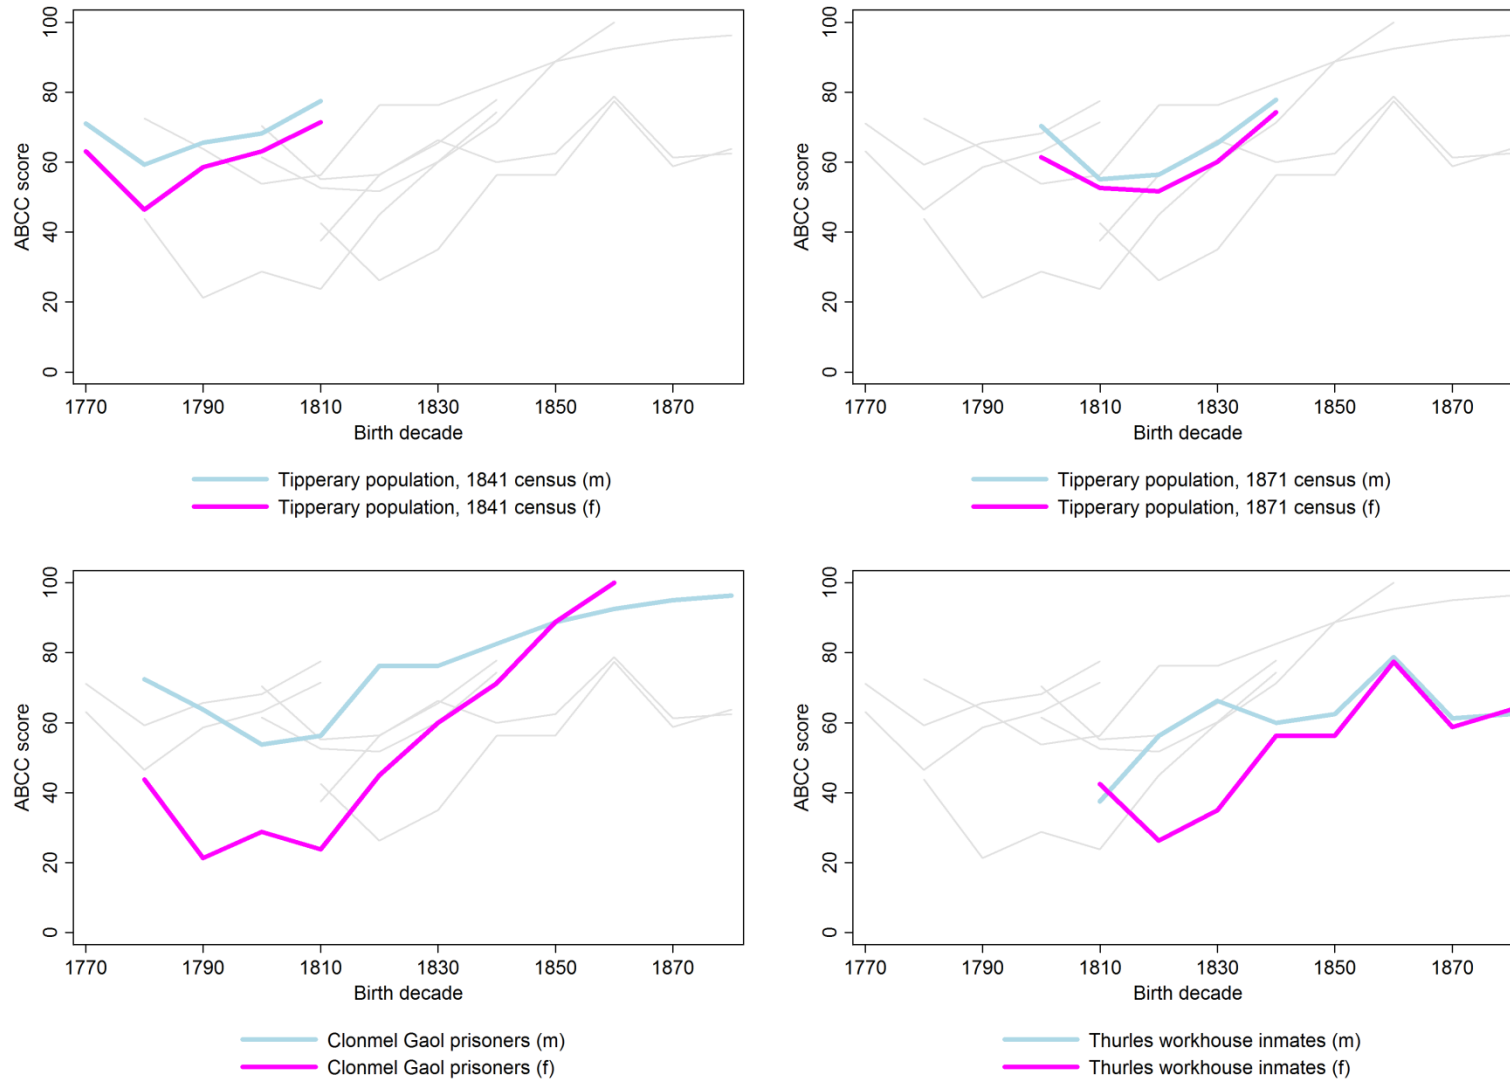 ABCC score
0 20 40 60 80 100
1770 1790 1810 1830 1850 1870
Birth decade
Tipperary population, 1841 census (m)
Tipperary population, 1841 census (f)
ABCC score
0 20 40 60 80 100
1770 1790 1810 1830 1850 1870
Birth decade
Tipperary population, 1871 census (m)
Tipperary population, 1871 census (f)
ABCC score
0 20 40 60 80 100
1770 1790 1810 1830 1850 1870
Birth decade
Clonmel Gaol prisoners (m)
Clonmel Gaol prisoners (f)
ABCC score
0 20 40 60 80 100
1770 1790 1810 1830 1850 1870
Birth decade
Thurles workhouse inmates (m)
Thurles workhouse inmates (f)